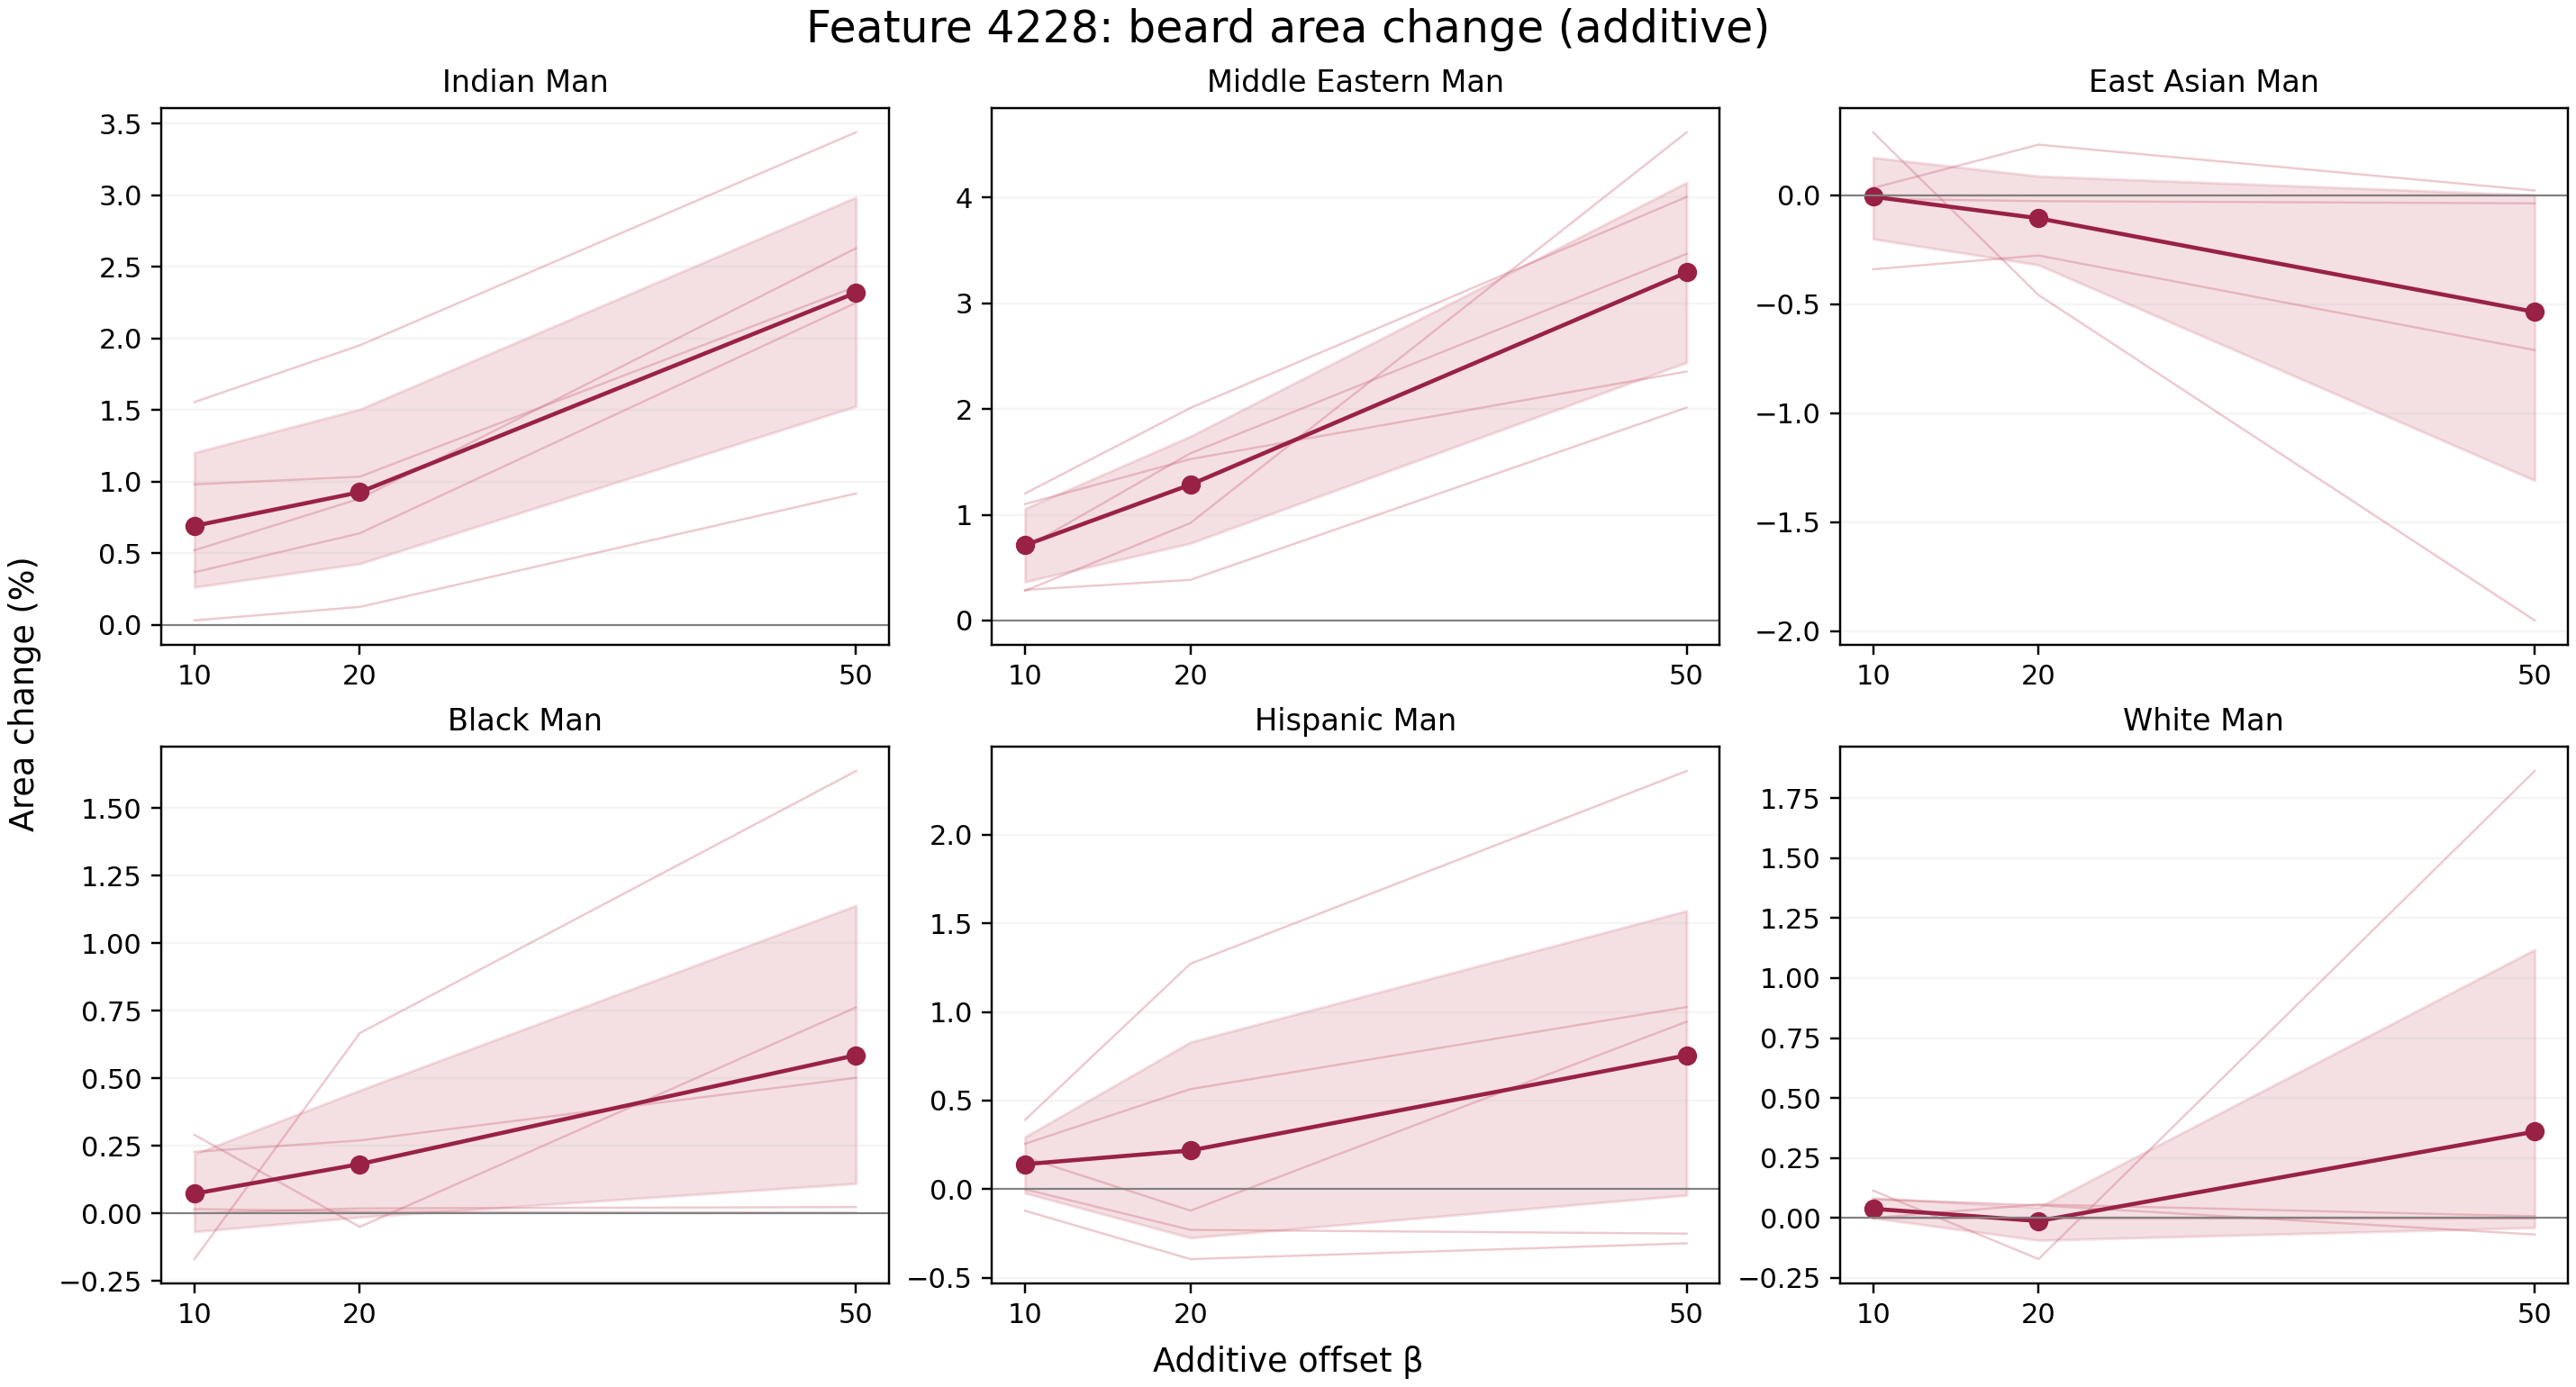 Feature 4228: beard area change (additive)
Indian Man
Middle Eastern Man
East Asian Man
3.5
3.0
2.5
2.0
1.5
1.0
0.5
0.0
10 20 50
4
3
2
1
0
10 20 50
0.0
−0.5
−1.0
−1.5
−2.0
10 20 50
Area change (%)
Black Man
Hispanic Man
White Man
1.50
1.25
1.00
0.75
0.50
0.25
0.00
−0.25
10 20 50
2.0
1.5
1.0
0.5
0.0
−0.5
10 20 50
1.75
1.50
1.25
1.00
0.75
0.50
0.25
0.00
−0.25
10 20 50
Additive offset β